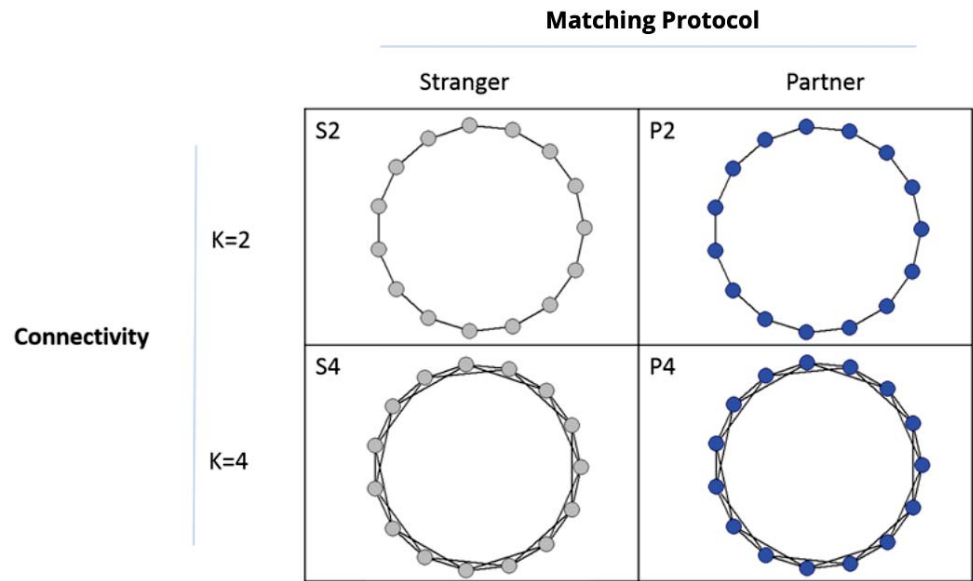 Matching Protocol
Stranger
Partner
S2
P2
K=2
Connectivity
S4
P4
K=4